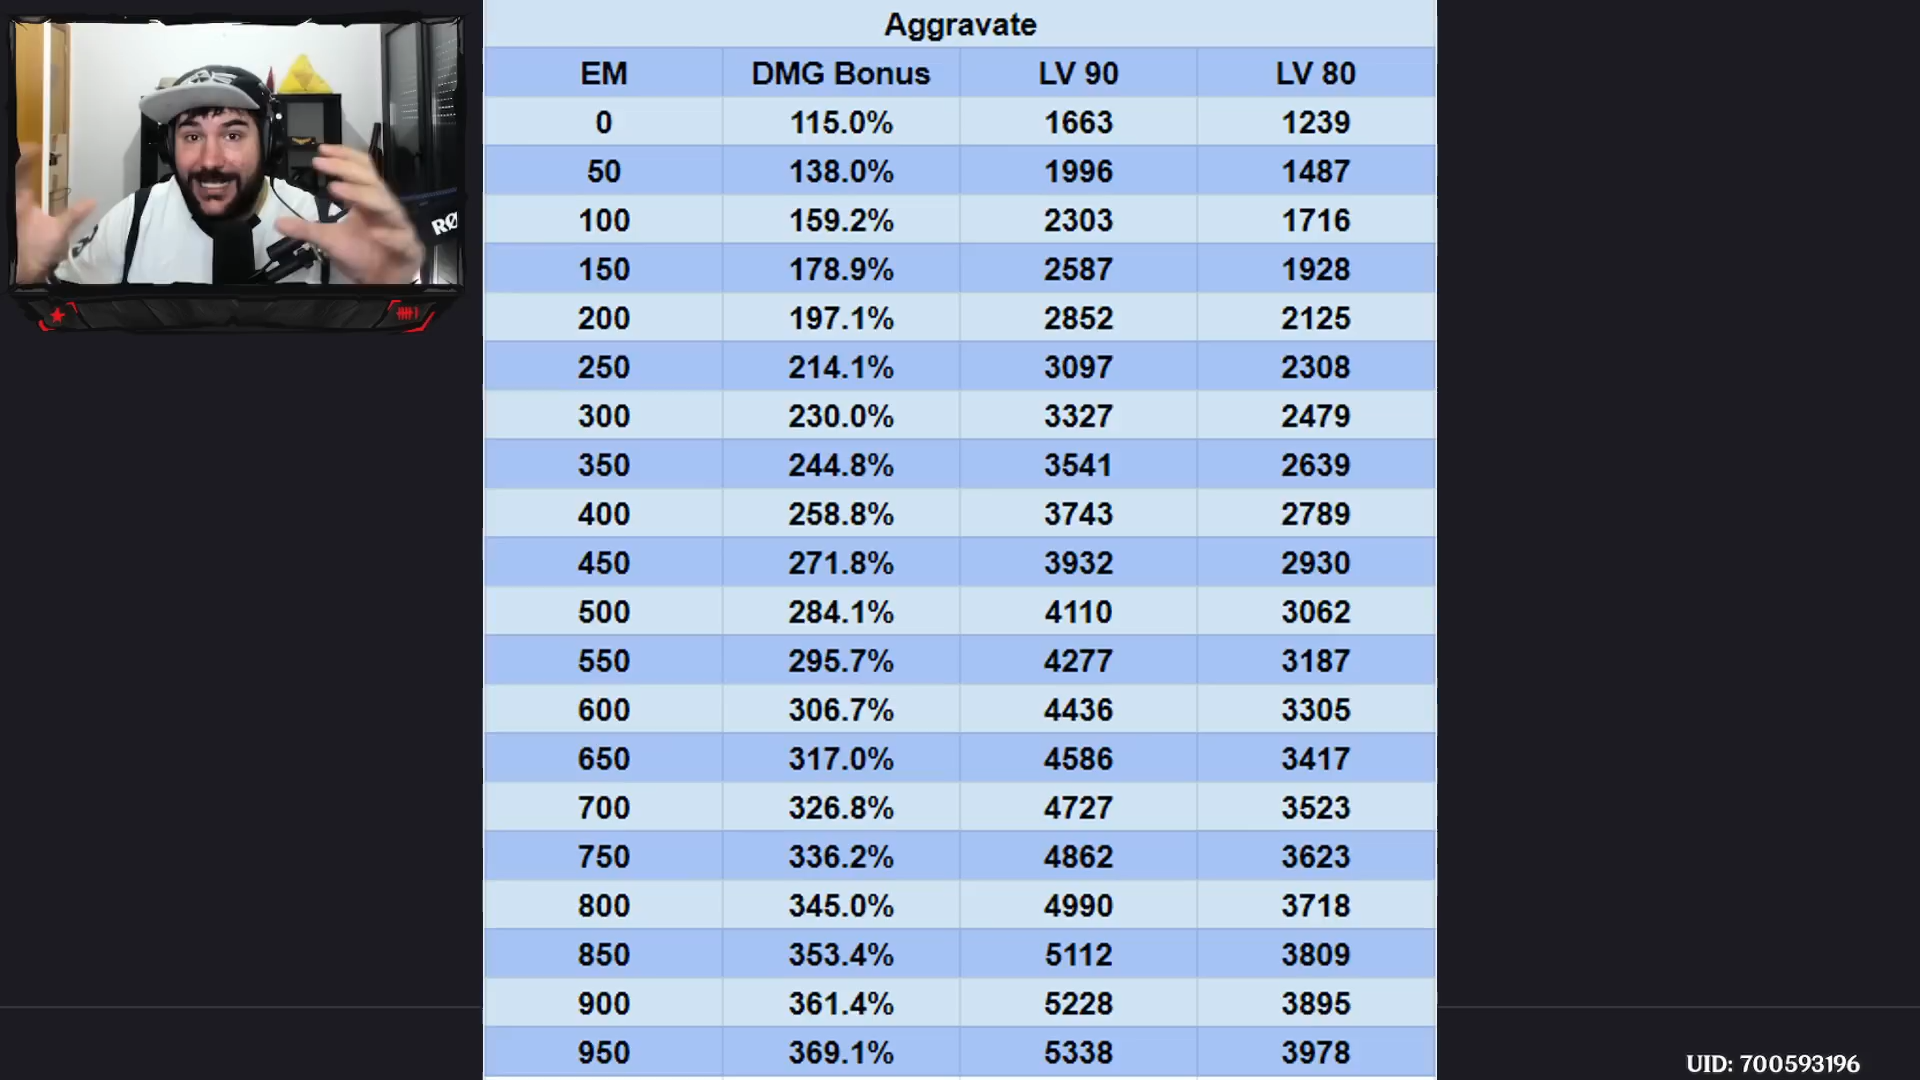 Aggravate
EM DMG Bonus LV 90 LV 80
0 115.0% 1663 1239
50 138.0% 1996 1487
100 159.2% 2303 1716
150 178.9% 2587 1928
200 197.1% 2852 2125
250 214.1% 3097 2308
300 230.0% 3327 2479
350 244.8% 3541 2639
400 258.8% 3743 2789
450 271.8% 3932 2930
500 284.1% 4110 3062
550 295.7% 4277 3187
600 306.7% 4436 3305
650 317.0% 4586 3417
700 326.8% 4727 3523
750 336.2% 4862 3623
800 345.0% 4990 3718
850 353.4% 5112 3809
900 361.4% 5228 3895
950 369.1% 5338 3978
UID: 700593196